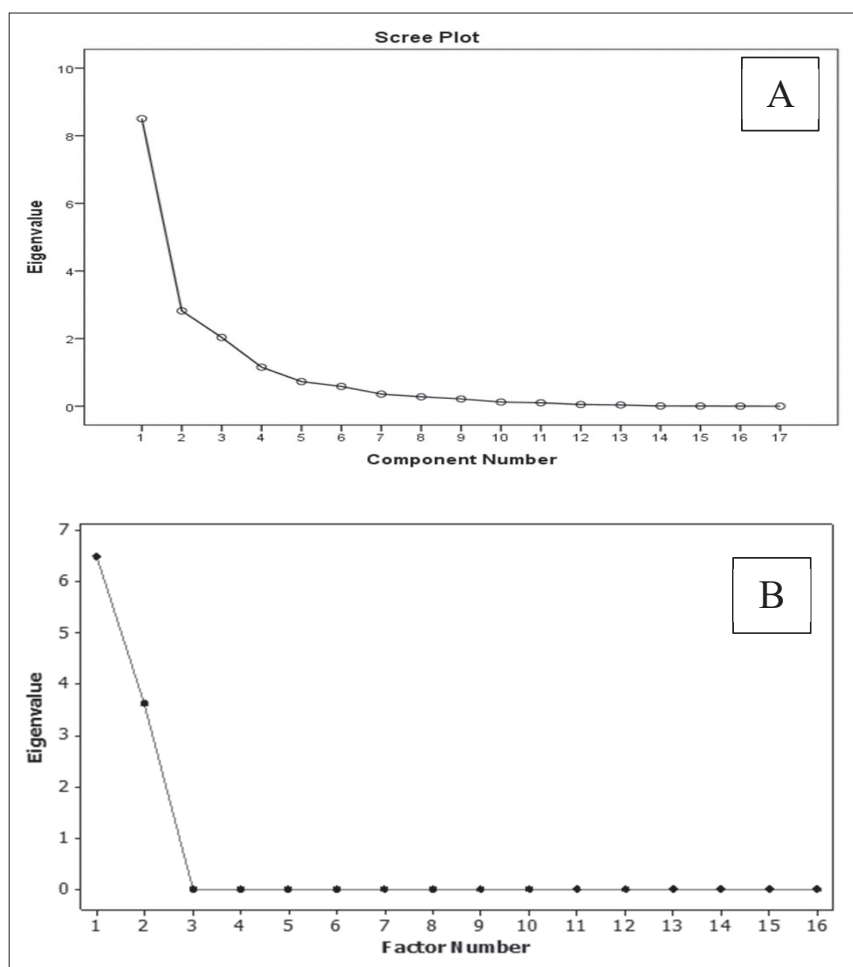 Scree Plot
A
10
8
6
4
2
0
Eigenvalue
1 2 3 4 5 6 7 8 9 10 11 12 13 14 15 16 17
Component Number
B
7
6
5
4
3
2
1
0
Eigenvalue
1 2 3 4 5 6 7 8 9 10 11 12 13 14 15 16
Factor Number